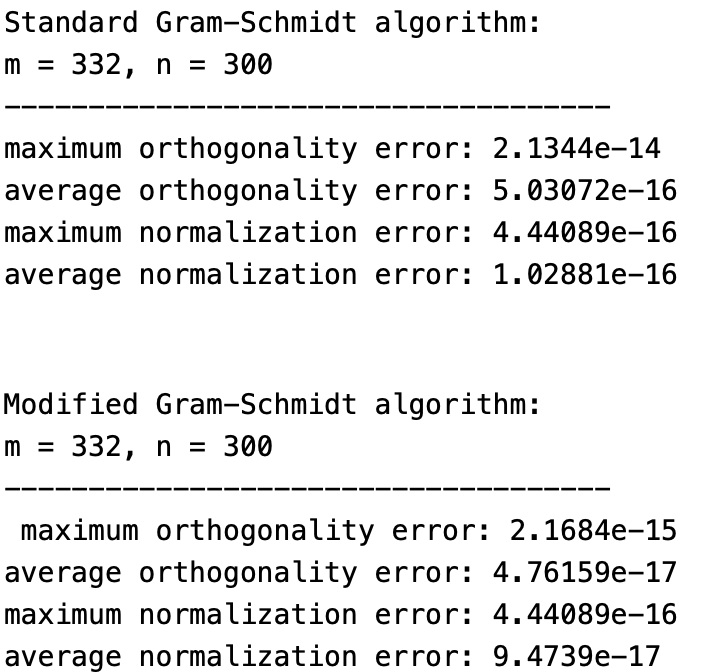 Standard Gram-Schmidt algorithm:
m = 332, n = 300
------------------------------------
maximum orthogonality error: 2.1344e-14
average orthogonality error: 5.03072e-16
maximum normalization error: 4.44089e-16
average normalization error: 1.02881e-16
Modified Gram-Schmidt algorithm:
m = 332, n = 300
------------------------------------
maximum orthogonality error: 2.1684e-15
average orthogonality error: 4.76159e-17
maximum normalization error: 4.44089e-16
average normalization error: 9.4739e-17